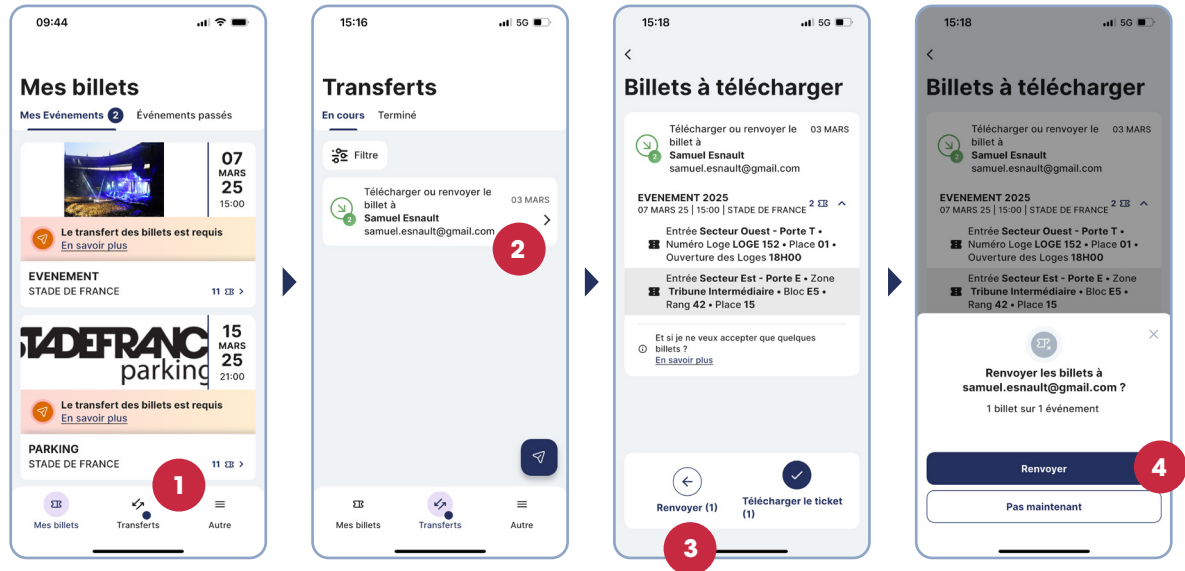 09:44
Mes billets
Mes Evénements 2 Événements passés
07
MARS
25
15:00
Le transfert des billets est requis
En savoir plus
EVENEMENT
STADE DE FRANCE 11
STADEFRANC
parking
15
MARS
25
21:00
Le transfert des billets est requis
En savoir plus
PARKING
STADE DE FRANCE 11
1
Mes billets Transferts Autre
15:16 5G
Transferts
En cours Terminé
Filtre
Télécharger ou renvoyer le
billet à
03 MARS
2
Samuel Esnault
samuel.esnault@gmail.com
2
Mes billets Transferts Autre
15:18 5G
Billets à télécharger
Télécharger ou renvoyer le 03 MARS
billet à
2
Samuel Esnault
samuel.esnault@gmail.com
EVENEMENT 2025
07 MARS 25 | 15:00 | STADE DE FRANCE 2
Entrée Secteur Ouest - Porte T •
Numéro Loge LOGE 152 • Place 01 •
Ouverture des Loges 18H00
Entrée Secteur Est - Porte E • Zone
Tribune Intermédiaire • Bloc E5 •
Rang 42 • Place 15
Et si je ne veux accepter que quelques
billets ?
En savoir plus
Renvoyer (1)
Télécharger le ticket
(1)
3
15:18 5G
Billets à télécharger
Télécharger ou renvoyer le 03 MARS
billet à
2
Samuel Esnault
samuel.esnault@gmail.com
EVENEMENT 2025
07 MARS 25 | 15:00 | STADE DE FRANCE 2
Entrée Secteur Ouest - Porte T •
Numéro Loge LOGE 152 • Place 01 •
Ouverture des Loges 18H00
Entrée Secteur Est - Porte E • Zone
Tribune Intermédiaire • Bloc E5 •
Rang 42 • Place 15
Renvoyer les billets à
samuel.esnault@gmail.com ?
1 billet sur 1 événement
Renvoyer
4
Pas maintenant